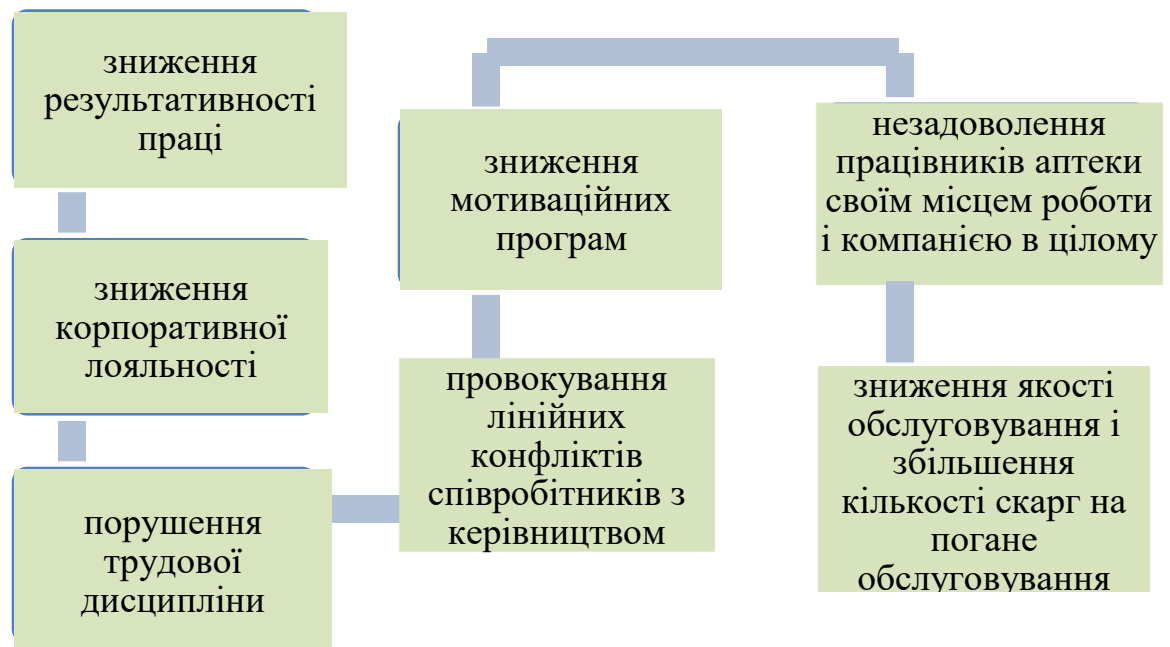 зниження
результативності
праці
зниження
корпоративної
лояльності
порушення
трудової
дисципліни
провокування
лінійних
конфліктів
співробітників з
керівництвом
зниження
мотиваційних
програм
незадоволення
працівників аптеки
своїм місцем роботи
і компанією в цілому
зниження якості
обслуговування і
збільшення
кількості скарг на
погане
обслуговування